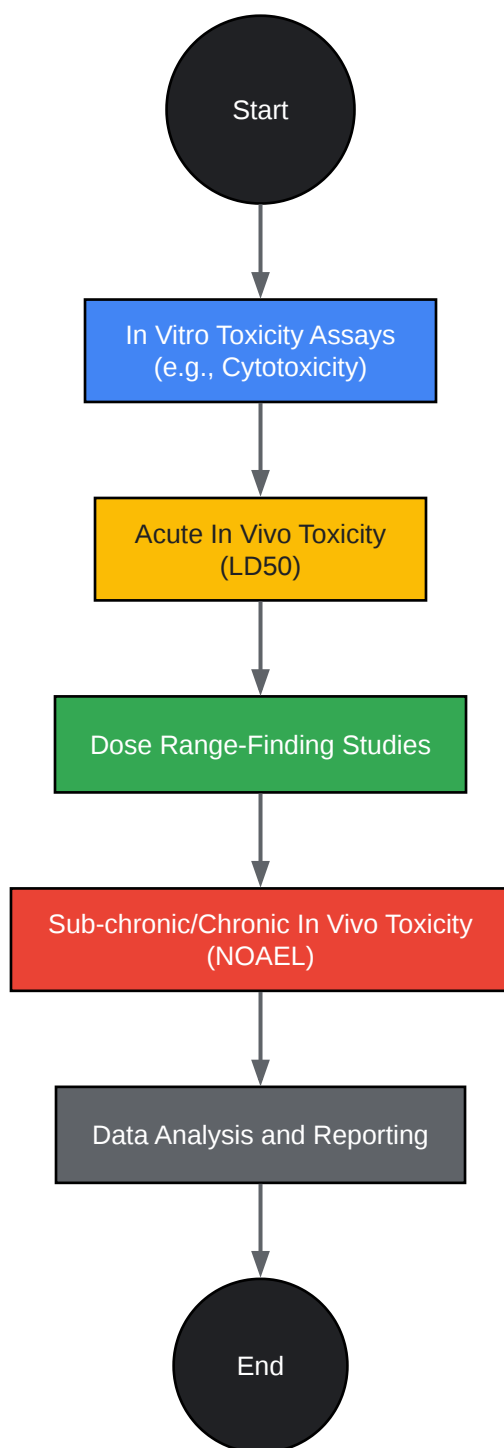 Start
In Vitro Toxicity Assays
(e.g., Cytotoxicity)
Acute In Vivo Toxicity
(LD50)
Dose Range-Finding Studies
Sub-chronic/Chronic In Vivo Toxicity
(NOAEL)
Data Analysis and Reporting
End